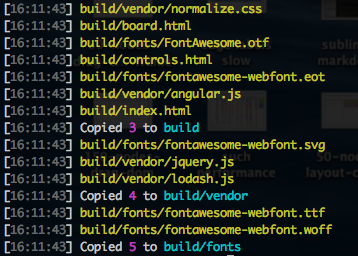 [16:11:43] build/vendor/normalize.css
[16:11:43] build/board.html
[16:11:43] build/fonts/FontAwesome.otf
[16:11:43] build/controls.html
[16:11:43] build/fonts/fontawesome-webfont.eot
[16:11:43] build/vendor/angular.js
[16:11:43] build/index.html
[16:11:43] Copied 3 to build
[16:11:43] build/fonts/fontawesome-webfont.svg
[16:11:43] build/vendor/jquery.js
[16:11:43] build/vendor/lodash.js
[16:11:43] Copied 4 to build/vendor
[16:11:43] build/fonts/fontawesome-webfont.ttf
[16:11:43] build/fonts/fontawesome-webfont.woff
[16:11:43] Copied 5 to build/fonts